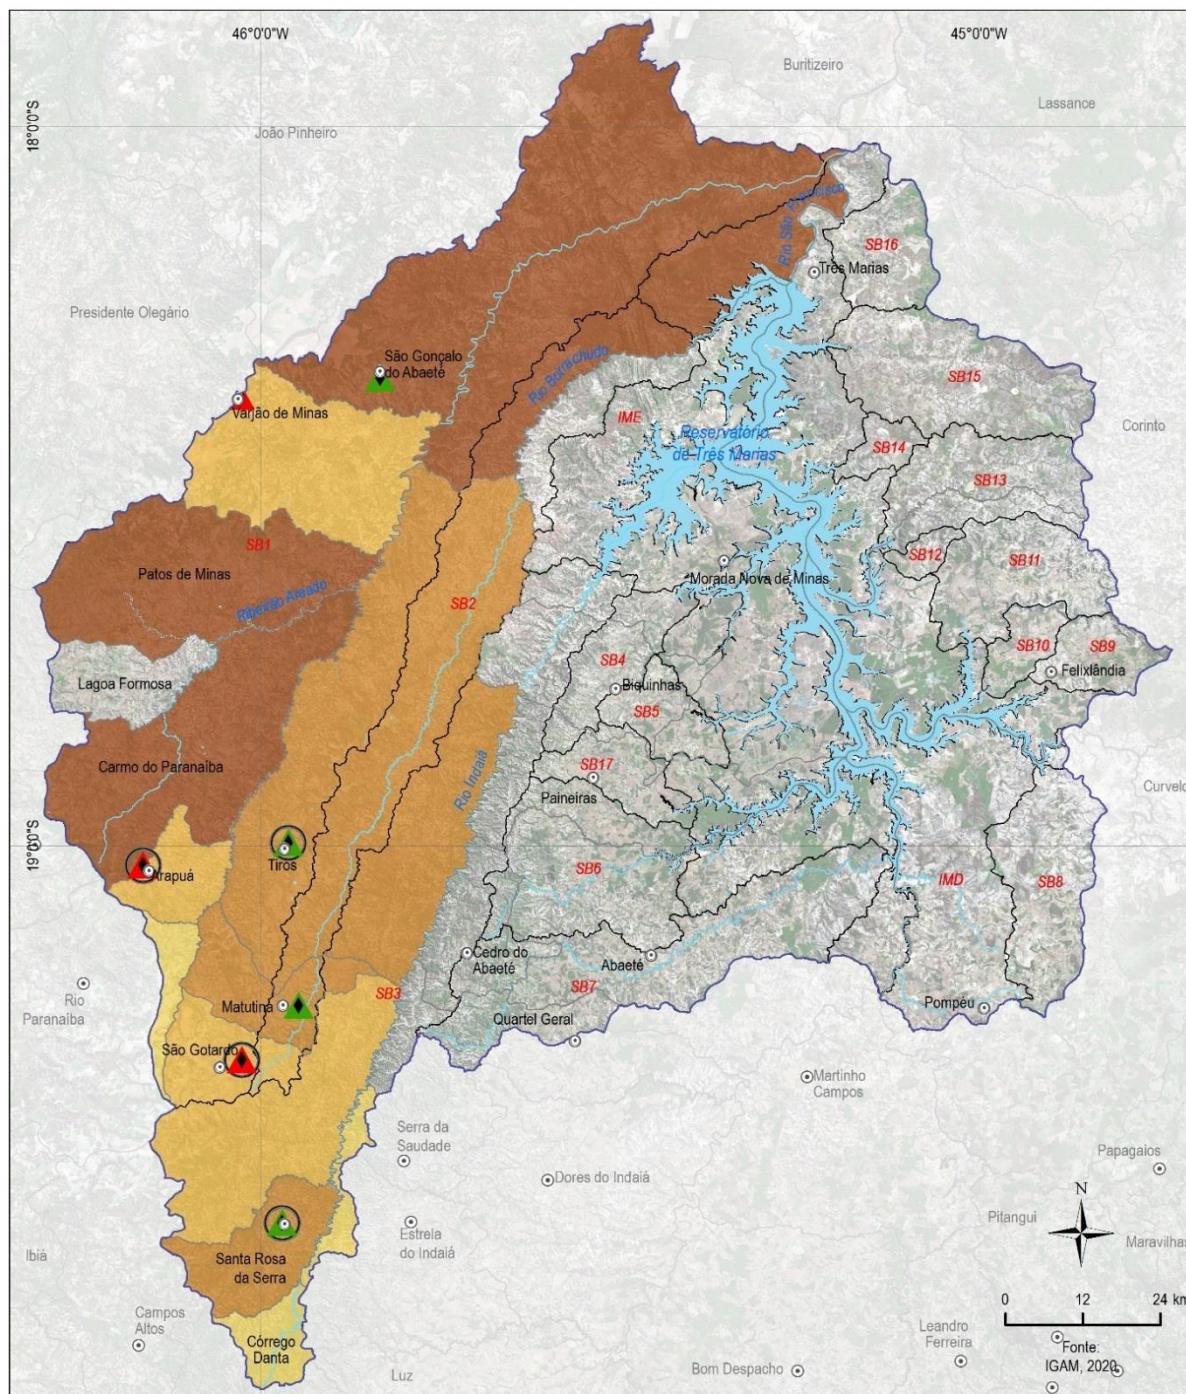 46°0'0"W
45°0'0"W
Buritizeiro
Lassance
18°0'0"S
João Pinheiro
Rio São Francisco
SB16
Três Marias
Presidente Olegário
São Gonçalo
do Abaeté
Rio Borrachudo
SB15
Varjão de Minas
IME
Reservatório
de Três Marias
Corinto
SB14
SB13
SB1
SB12
SB11
Patos de Minas
Morada Nova de Minas
Ribeirão Areado
SB2
SB10
SB9
SB4
Felixlândia
Lagoa Formosa
Biquinhas
SB5
Carmo do Paranaíba
SB17
Rio Indaiá
Paineiras
Curvelo
19°0'0"S
Tiros
Arapuá
SB6
IMD
SB8
Cedro do
Abaeté
Abaeté
Rio
Paranaíba
SB3
SB7
Matutina
Pompéu
Quartel Geral
São Gotardo
Martinho
Campos
Serra da
Saudade
Papagaios
Dores do Indaiá
N
Pitangui
Estrela
do Indaiá
Maravilhas
Ibiá
Santa Rosa
da Serra
0 12 24 km
Campos
Altos
Leandro
Ferreira
Córrego
Danta
Fonte:
IGAM, 2020
Luz
Bom Despacho